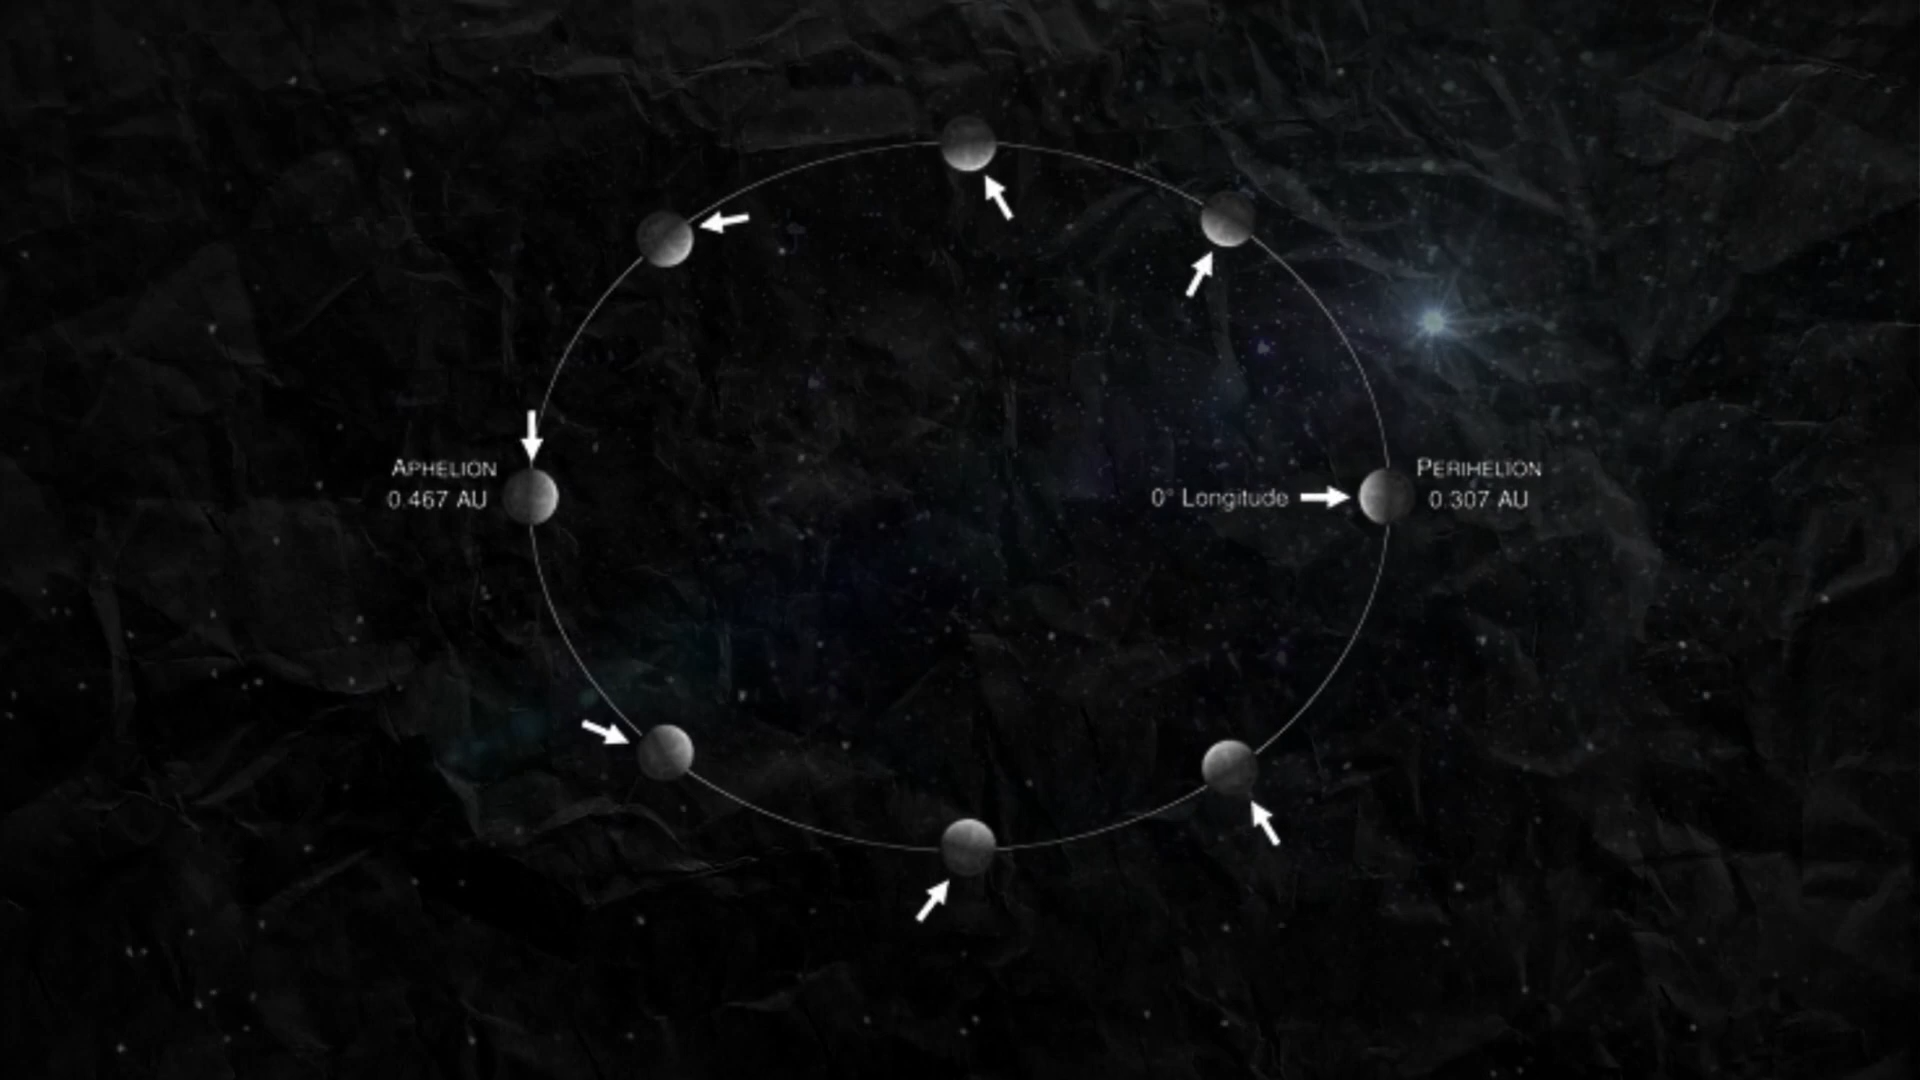 APHELION
0.467 AU
0° Longitude
PERIHELION
0.307 AU